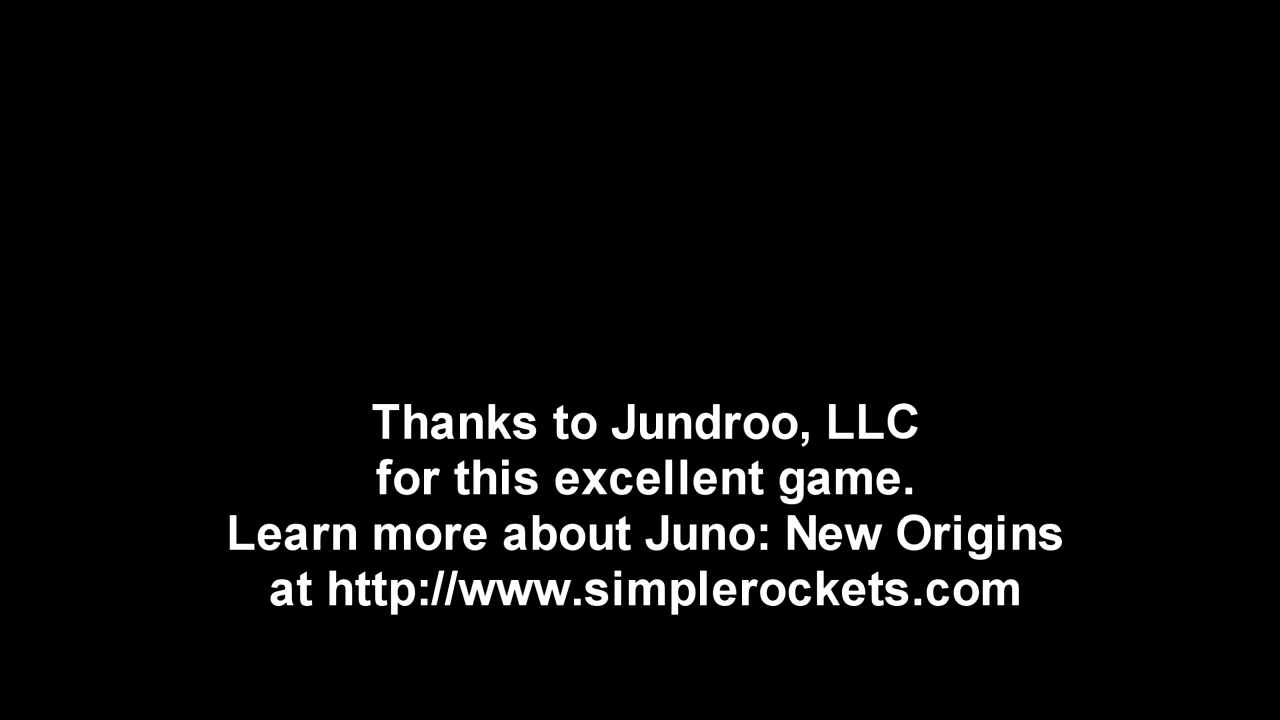 Thanks to Jundroo, LLC
for this excellent game.
Learn more about Juno: New Origins
at http://www.simplerockets.com